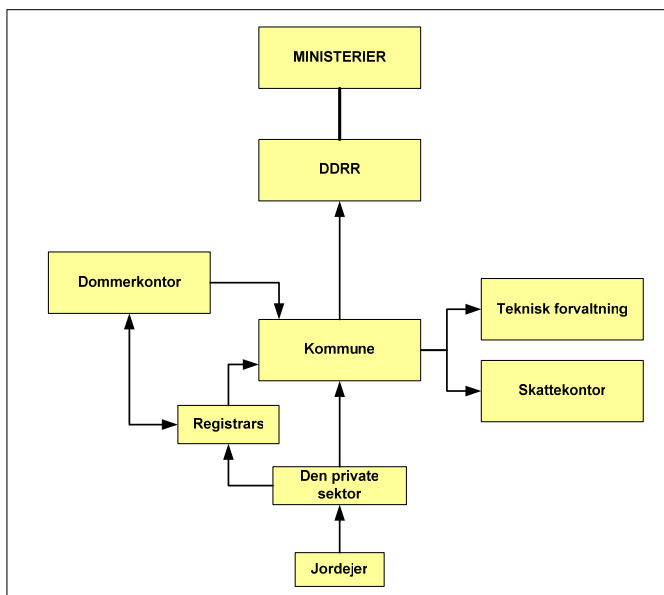 MINISTERIER
DDRR
Dommerkontor
Teknisk forvaltning
Kommune
Skattekontor
Registrars
Den private
sektor
Jordejer